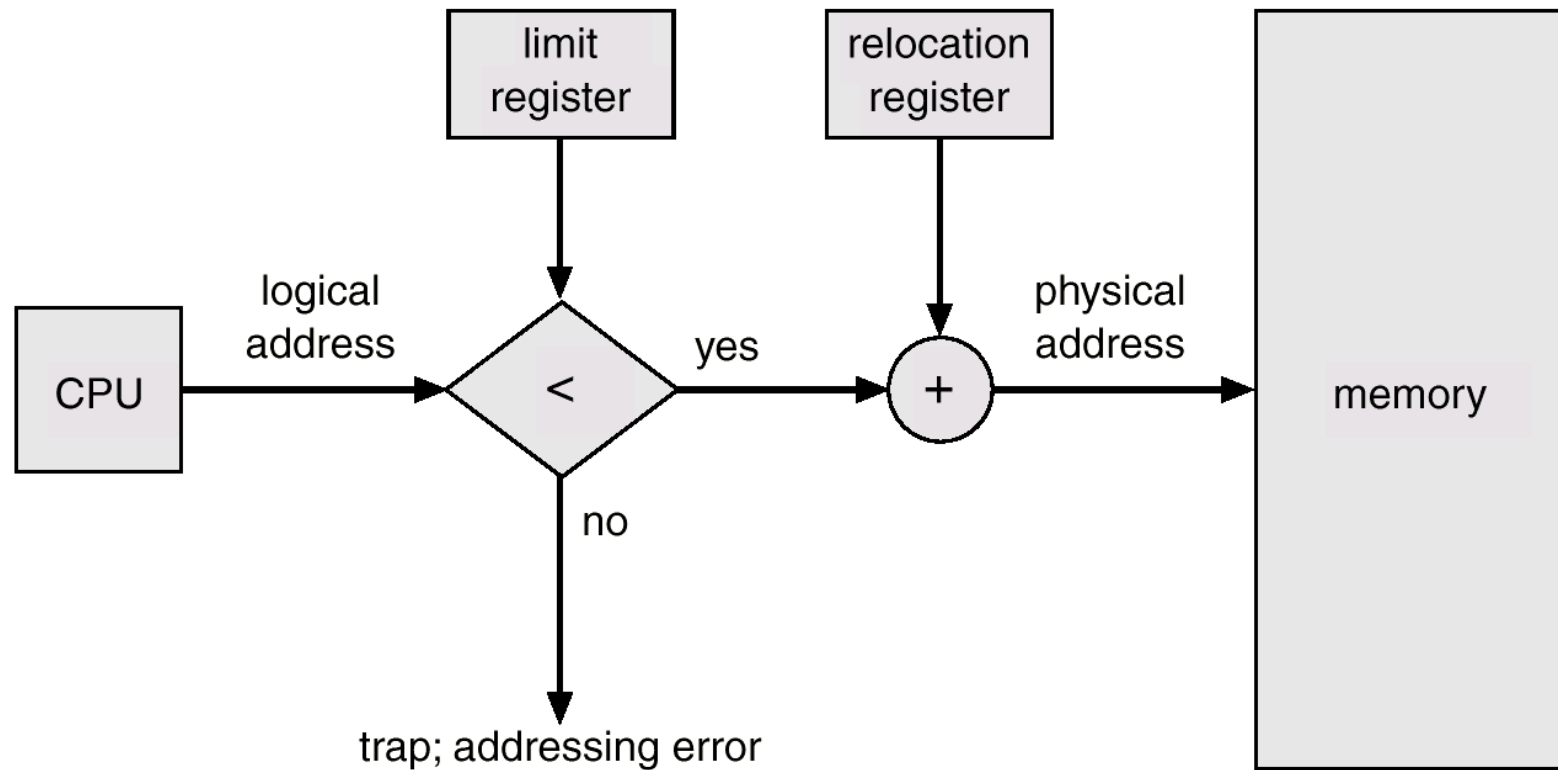 limit
register
relocation
register
logical
address
physical
address
CPU
<
yes
+
memory
no
trap; addressing error